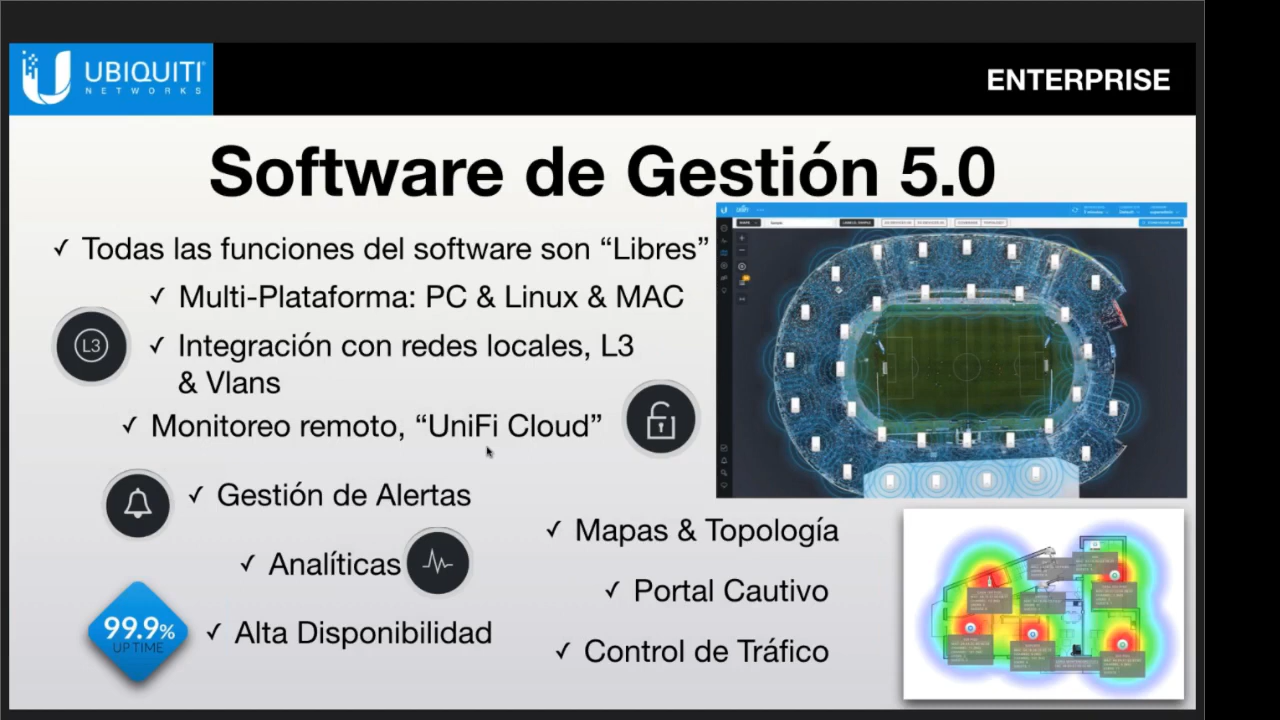 UBIQUITI
NETWORKS
ENTERPRISE
Software de Gestión 5.0
✓ Todas las funciones del software son “Libres”
✓ Multi-Plataforma: PC & Linux & MAC
L3
✓ Integración con redes locales, L3
& Vlans
✓ Monitoreo remoto, “UniFi Cloud”
✓ Gestión de Alertas
✓ Analíticas
99.9%
UPTIME
✓ Alta Disponibilidad
✓ Mapas & Topología
✓ Portal Cautivo
✓ Control de Tráfico